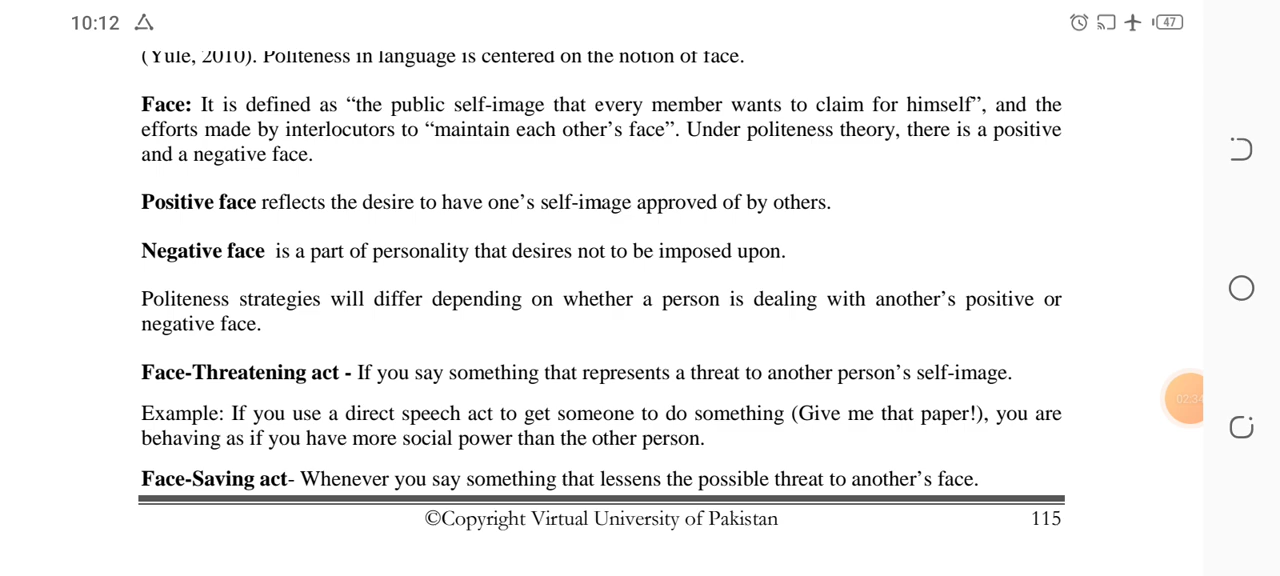 10:12
47
(Yule, 2010). Politeness in language is centered on the notion of face.
Face: It is defined as “the public self-image that every member wants to claim for himself”, and the
efforts made by interlocutors to “maintain each other’s face”. Under politeness theory, there is a positive
and a negative face.
Positive face reflects the desire to have one’s self-image approved of by others.
Negative face is a part of personality that desires not to be imposed upon.
Politeness strategies will differ depending on whether a person is dealing with another’s positive or
negative face.
Face-Threatening act - If you say something that represents a threat to another person’s self-image.
02:34
Example: If you use a direct speech act to get someone to do something (Give me that paper!), you are
behaving as if you have more social power than the other person.
Face-Saving act- Whenever you say something that lessens the possible threat to another’s face.
©Copyright Virtual University of Pakistan 115